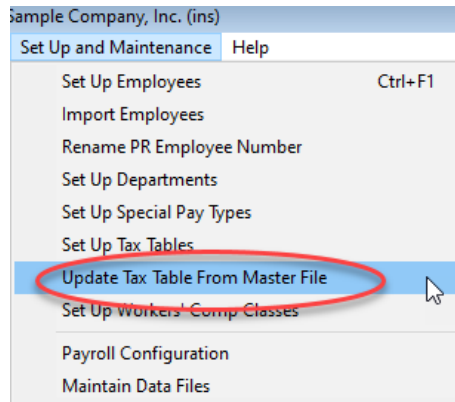 Sample Company, Inc. (ins)
Set Up and Maintenance Help
Set Up Employees Ctrl+F1
Import Employees
Rename PR Employee Number
Set Up Departments
Set Up Special Pay Types
Set Up Tax Tables
Update Tax Table From Master File
Set Up Workers' Comp Classes
Payroll Configuration
Maintain Data Files